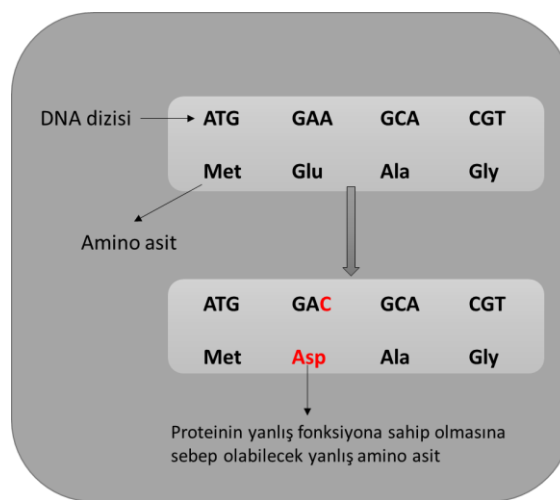 DNA dizisi ATG GAA GCA CGT
Met Glu Ala Gly
Amino asit
ATG GAC GCA CGT
Met Asp Ala Gly
Proteinin yanlış fonksiyona sahip olmasına
sebep olabilecek yanlış amino asit